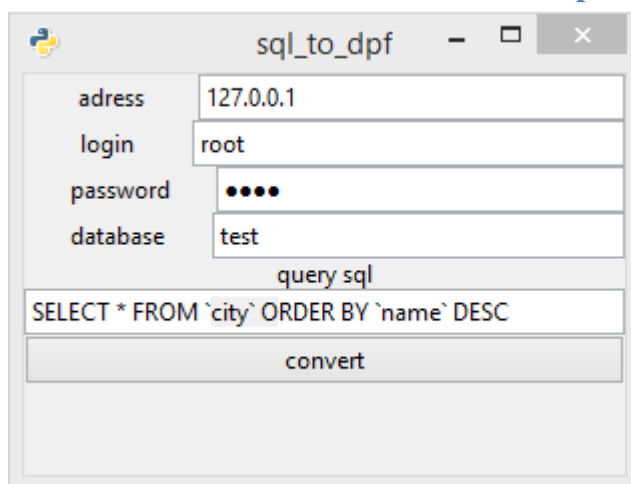 sql_to_dpf
adress 127.0.0.1
login root
password ••••
database test
query sql
SELECT * FROM `city` ORDER BY `name` DESC
convert